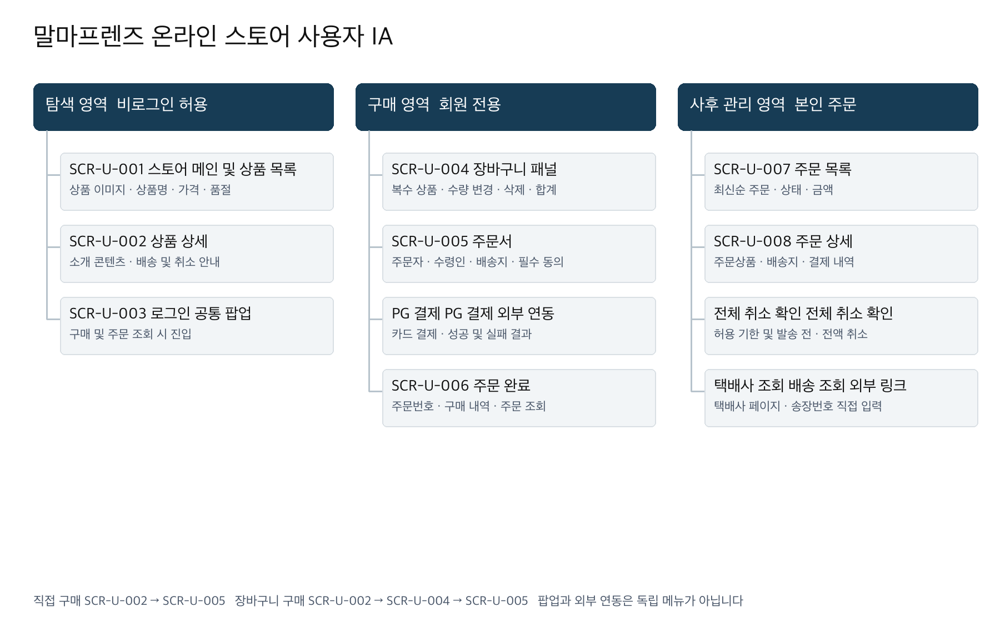 말마프렌즈 온라인 스토어 사용자 IA
탐색 영역  비로그인 허용
SCR-U-001 스토어 메인 및 상품 목록
상품 이미지 · 상품명 · 가격 · 품절
SCR-U-002 상품 상세
소개 콘텐츠 · 배송 및 취소 안내
SCR-U-003 로그인 공통 팝업
구매 및 주문 조회 시 진입
구매 영역  회원 전용
SCR-U-004 장바구니 패널
복수 상품 · 수량 변경 · 삭제 · 합계
SCR-U-005 주문서
주문자 · 수령인 · 배송지 · 필수 동의
PG 결제 PG 결제 외부 연동
카드 결제 · 성공 및 실패 결과
SCR-U-006 주문 완료
주문번호 · 구매 내역 · 주문 조회
사후 관리 영역  본인 주문
SCR-U-007 주문 목록
최신순 주문 · 상태 · 금액
SCR-U-008 주문 상세
주문상품 · 배송지 · 결제 내역
전체 취소 확인 전체 취소 확인
허용 기한 및 발송 전 · 전액 취소
택배사 조회 배송 조회 외부 링크
택배사 페이지 · 송장번호 직접 입력
직접 구매 SCR-U-002 → SCR-U-005  장바구니 구매 SCR-U-002 → SCR-U-004 → SCR-U-005  팝업과 외부 연동은 독립 메뉴가 아닙니다